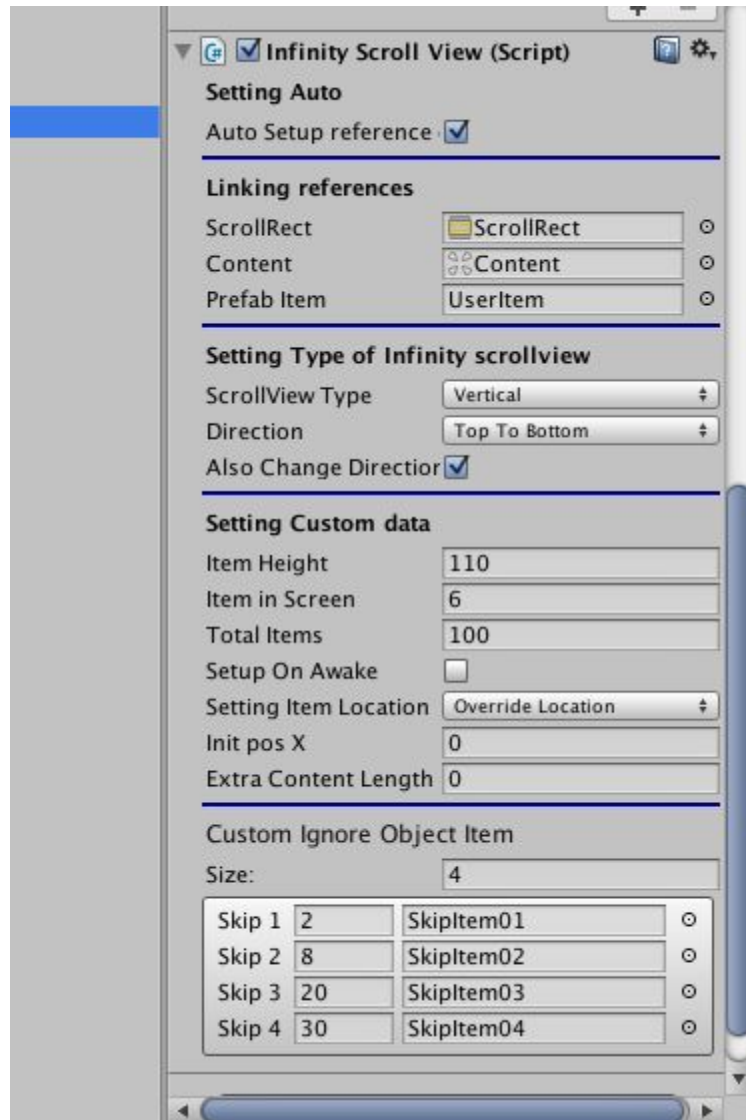 Infinity Scroll View (Script)
Setting Auto
Auto Setup reference
Linking references
ScrollRect ScrollRect
Content Content
Prefab Item UserItem
Setting Type of Infinity scrollview
ScrollView Type Vertical
Direction Top To Bottom
Also Change Direction
Setting Custom data
Item Height 110
Item in Screen 6
Total Items 100
Setup On Awake
Setting Item Location Override Location
Init pos X 0
Extra Content Length 0
Custom Ignore Object Item
Size: 4
Skip 1 2 SkipItem01
Skip 2 8 SkipItem02
Skip 3 20 SkipItem03
Skip 4 30 SkipItem04